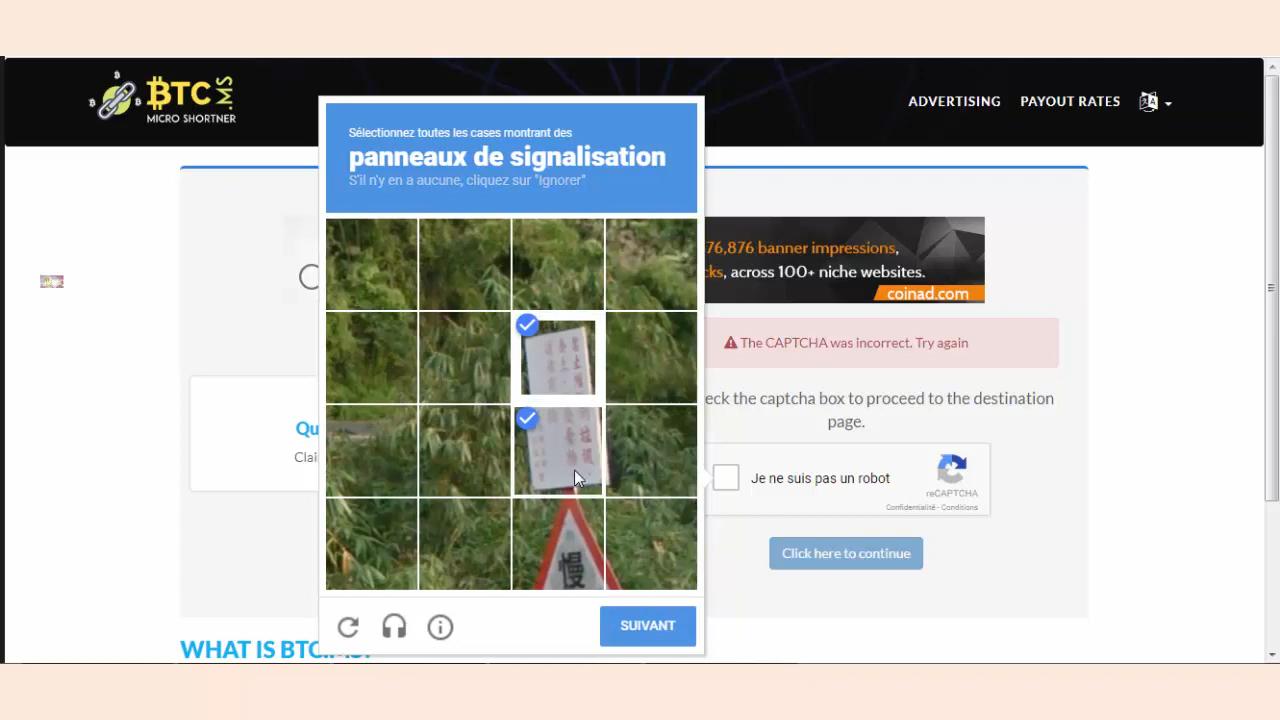 BTC.MS
MICRO SHORTNER
ADVERTISING
PAYOUT RATES
Sélectionnez toutes les cases montrant des
panneaux de signalisation
S'il n'y en a aucune, cliquez sur "Ignorer"
76,876 banner impressions,
cks, across 100+ niche websites.
coinad.com
The CAPTCHA was incorrect. Try again
eck the captcha box to proceed to the destination
page.
Qu
Clai
Je ne suis pas un robot
reCAPTCHA
Confidentialité - Conditions
Click here to continue
慢
SUIVANT
WHAT IS BTC.MS?